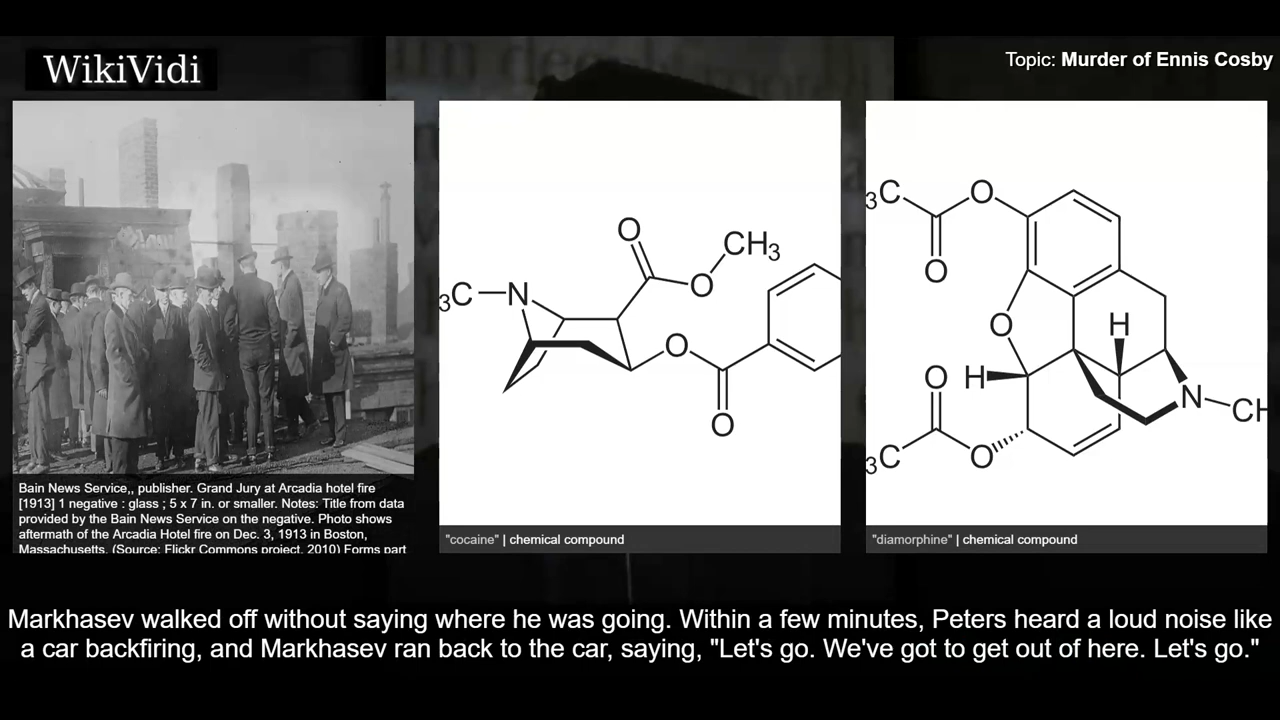 WikiVidi
Topic: Murder of Ennis Cosby
Bain News Service,, publisher. Grand Jury at Arcadia hotel fire
[1913] 1 negative : glass ; 5 x 7 in. or smaller. Notes: Title from data
provided by the Bain News Service on the negative. Photo shows
aftermath of the Arcadia Hotel fire on Dec. 3, 1913 in Boston,
Massachusetts. (Source: Flickr Commons project, 2010) Forms part
3C N O CH3 O O O
"cocaine" | chemical compound
3C O O O H O H N CH 3C O
"diamorphine" | chemical compound
Markhasev walked off without saying where he was going. Within a few minutes, Peters heard a loud noise like
a car backfiring, and Markhasev ran back to the car, saying, "Let's go. We've got to get out of here. Let's go."